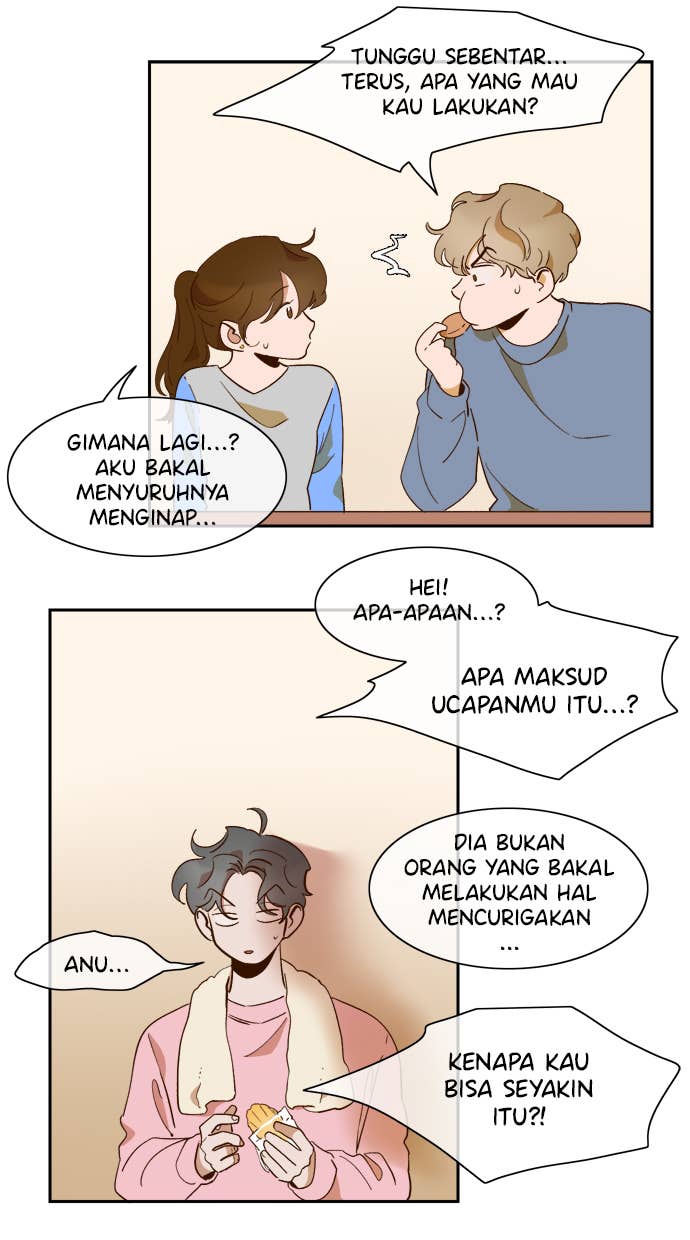 TUNGGU SEBENTAR...
TERUS, APA YANG MAU
KAU LAKUKAN?
GIMANA LAGI...?
AKU BAKAL
MENYURUHNYA
MENGINAP...
HEI!
APA-APAAN...?
APA MAKSUD
UCAPANMU ITU...?
DIA BUKAN
ORANG YANG BAKAL
MELAKUKAN HAL
MENCURIGAKAN
...
ANU...
KENAPA KAU
BISA SEYAKIN
ITU?!